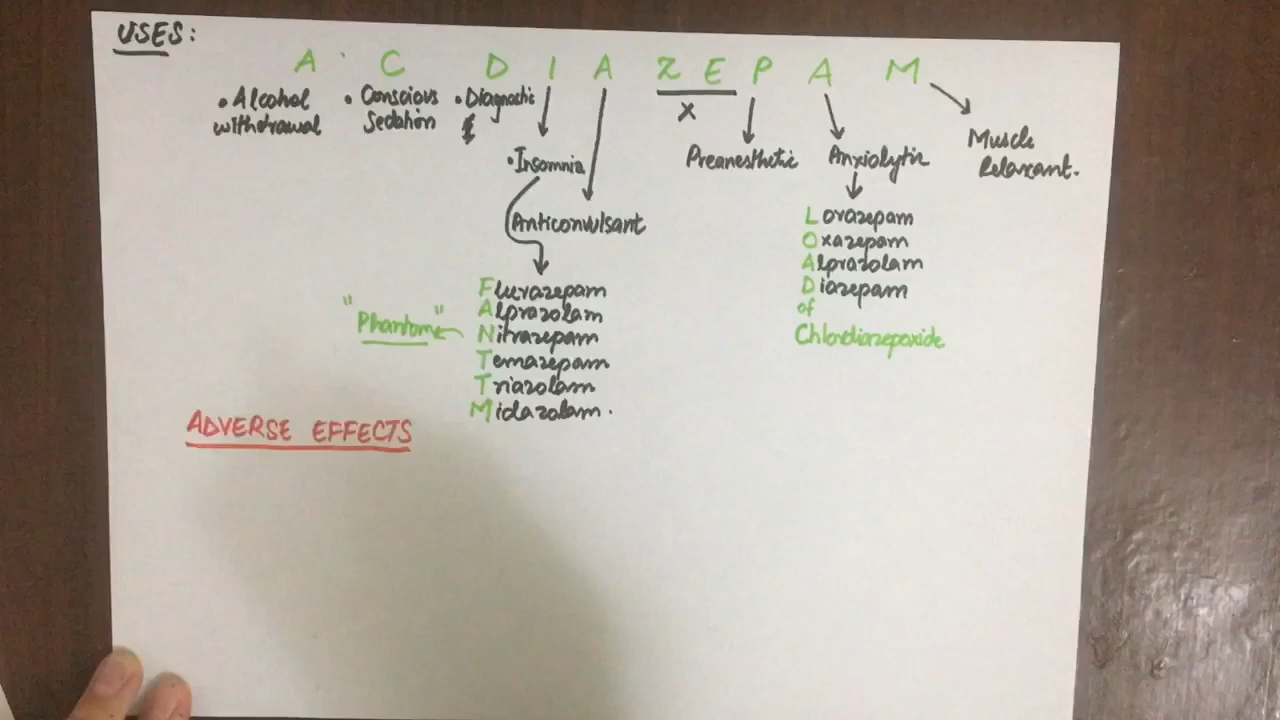 USES:
A C D I A Z E P A M
• Alcohol
withdrawal
• Conscious
Sedation
• Diagnostic
• Insomnia
Anticonvulsant
x
Preanesthetic
Anxiolytic
Muscle
Relaxant.
Flurazepam
Alprazolam
Nitrazepam
Temazepam
Triazolam
Midazolam.
"Phantom"
Lorazepam
Oxazepam
Alprazolam
Diazepam
of
Chlordiazepoxide
ADVERSE EFFECTS